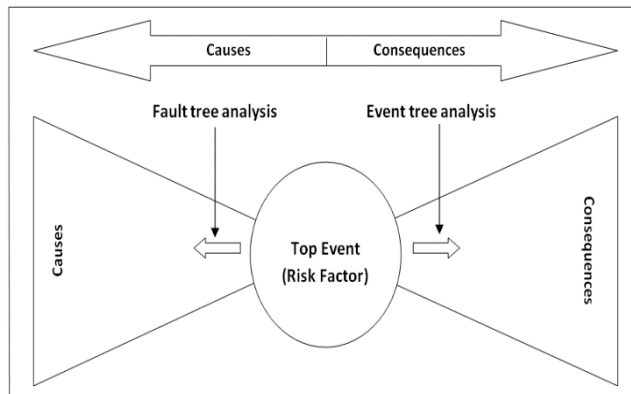 Causes
Consequences
Fault tree analysis
Event tree analysis
Causes
Top Event
(Risk Factor)
Consequences